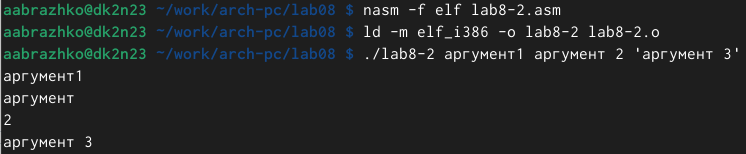 aabrazhko@dk2n23 ~/work/arch-pc/lab08 $ nasm -f elf lab8-2.asm
aabrazhko@dk2n23 ~/work/arch-pc/lab08 $ ld -m elf_i386 -o lab8-2 lab8-2.o
aabrazhko@dk2n23 ~/work/arch-pc/lab08 $ ./lab8-2 аргумент1 аргумент 2 'аргумент 3'
аргумент1
аргумент
2
аргумент 3